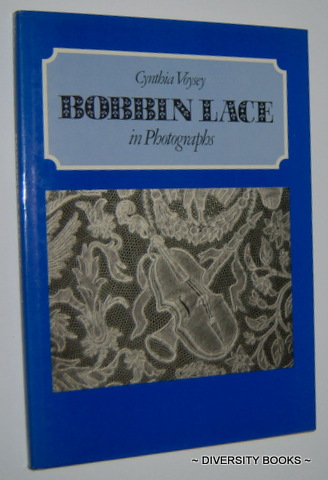 Cynthia Voysey
BOBBIN LACE
in Photographs
~ DIVERSITY BOOKS ~